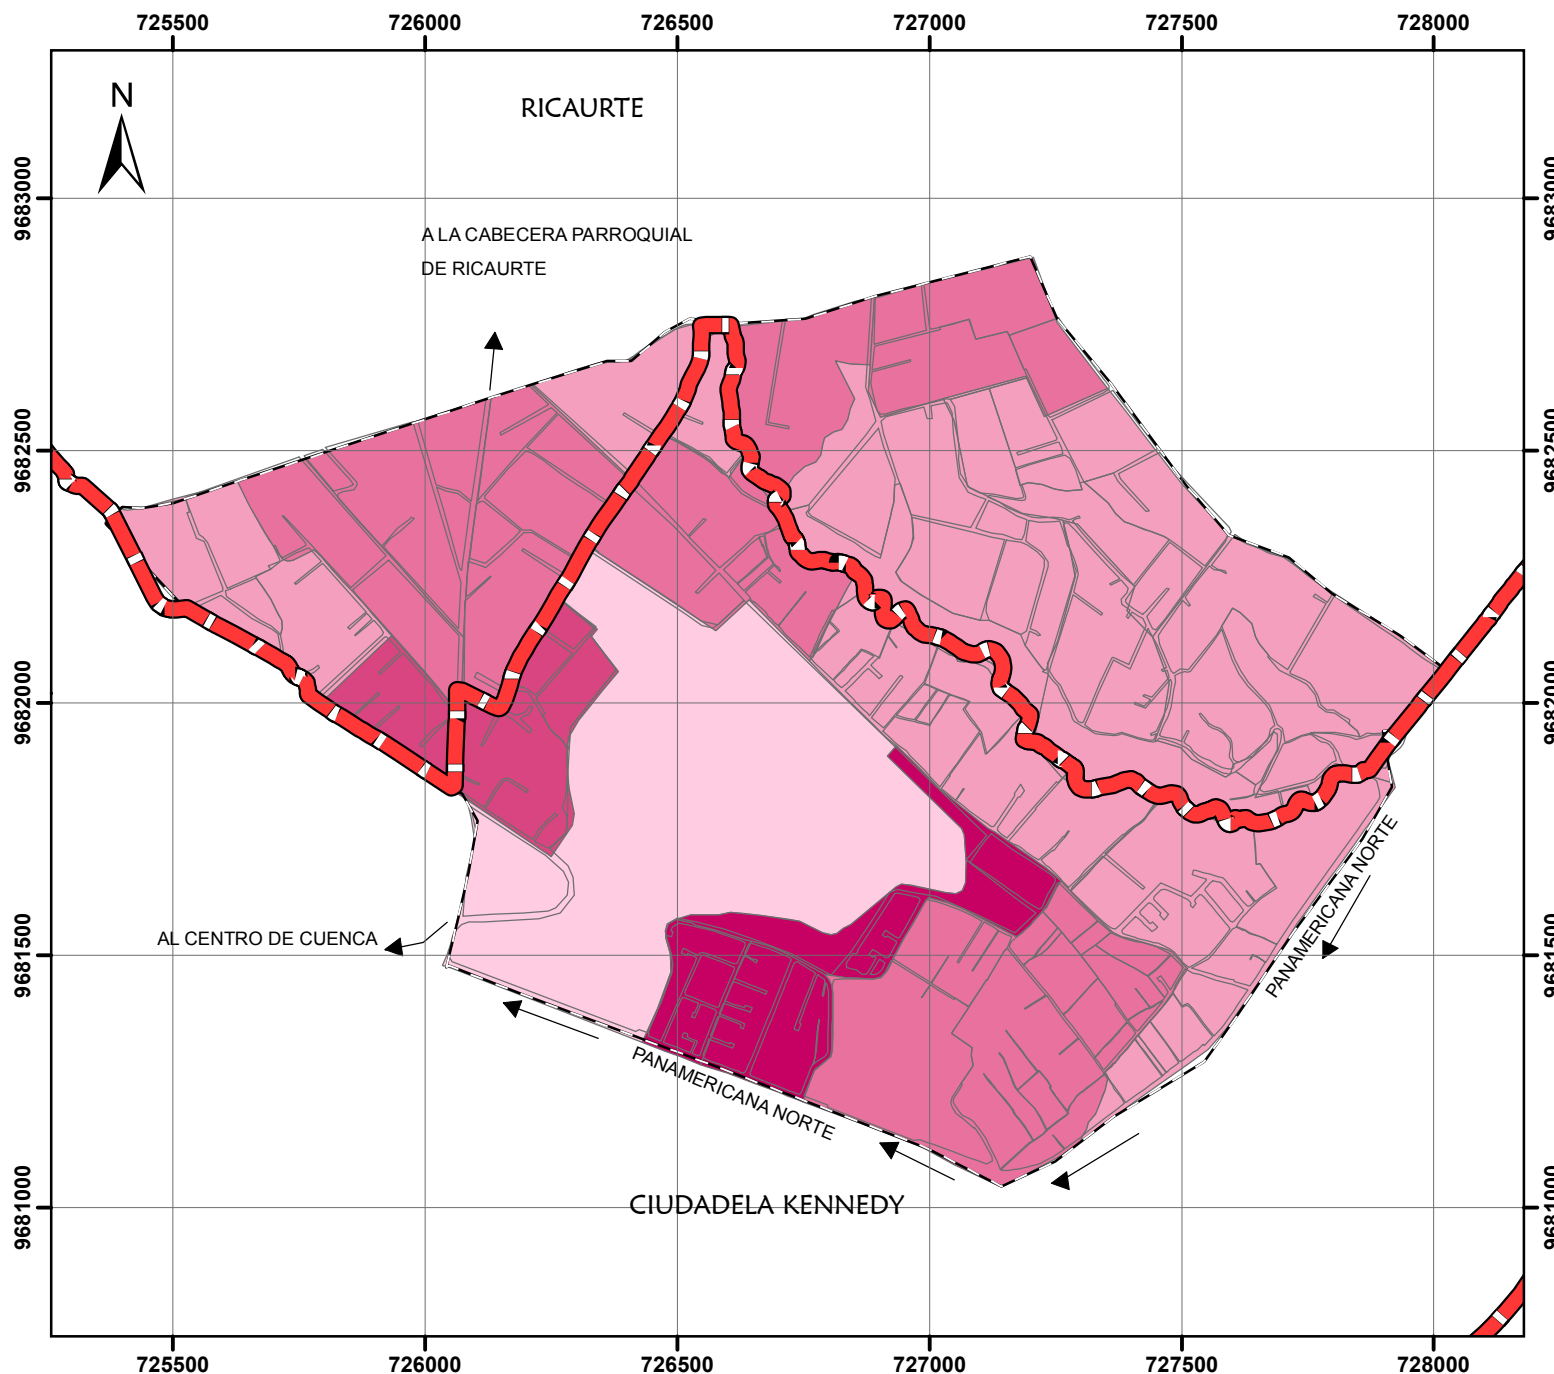 725500 726000 726500 727000 727500 728000
N
RICAURTE
9683000 9683000
A LA CABECERA PARROQUIAL
DE RICAURTE
9682500 9682500
9682000 9682000
PANAMERICANA NORTE
AL CENTRO DE CUENCA
9681500 9681500
PANAMERICANA NORTE
CIUDADELA KENNEDY
9681000 9681000
725500 726000 726500 727000 727500 728000